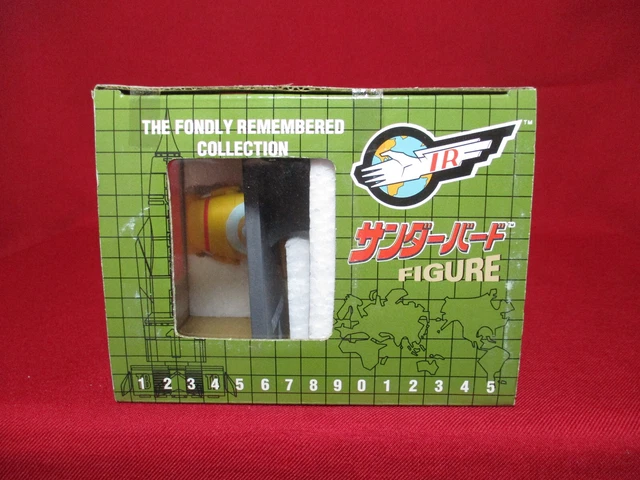 THE FONDLY REMEMBERED
COLLECTION
IR
TM
サンダーバード
TM
FIGURE
1 2 3 4 5 6 7 8 9 0 1 2 3 4 5